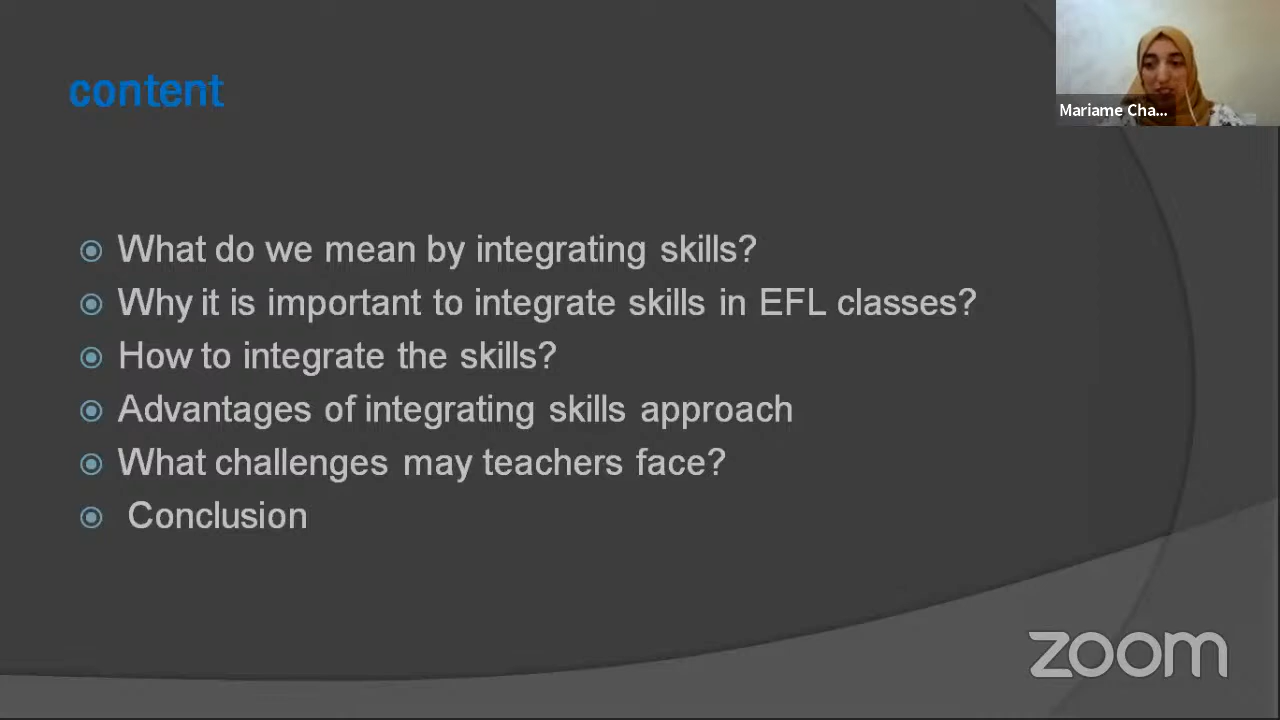 content
Mariame Cha...
What do we mean by integrating skills?
Why it is important to integrate skills in EFL classes?
How to integrate the skills?
Advantages of integrating skills approach
What challenges may teachers face?
Conclusion
zoom